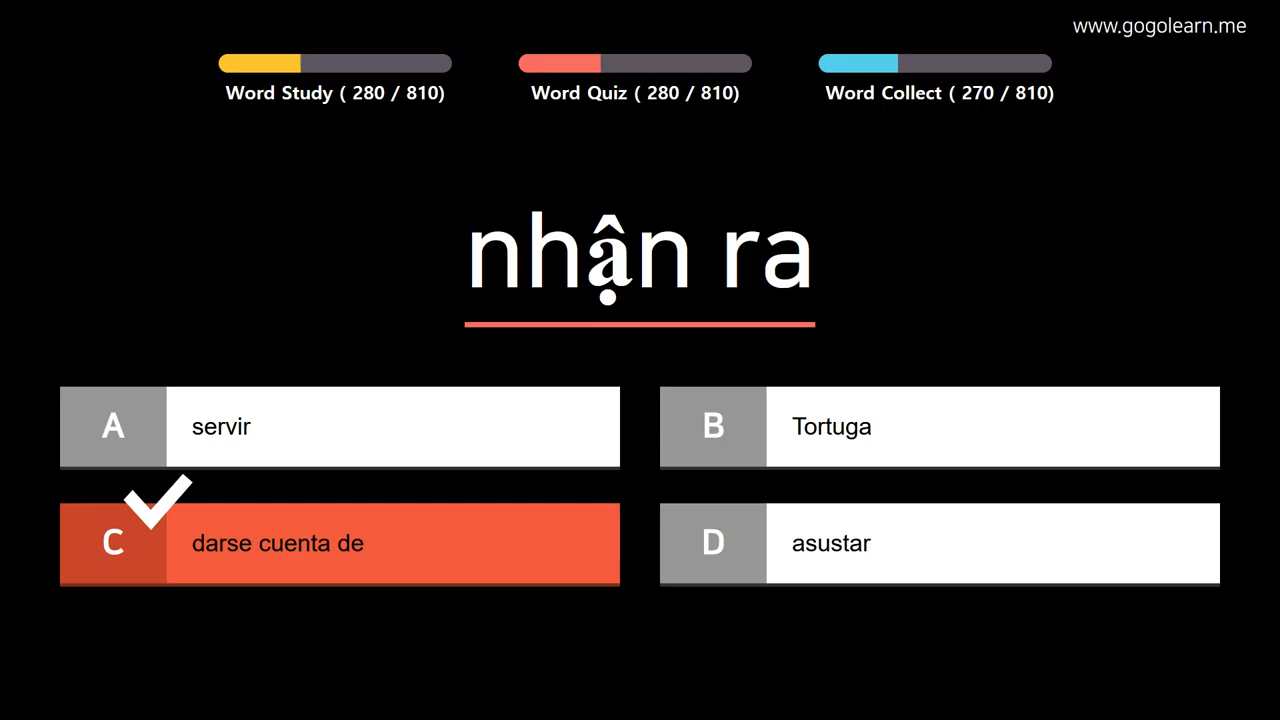 www.gogolearn.me
Word Study ( 280 / 810)
Word Quiz ( 280 / 810)
Word Collect ( 270 / 810)
nhận ra
A servir
B Tortuga
C darse cuenta de
D asustar